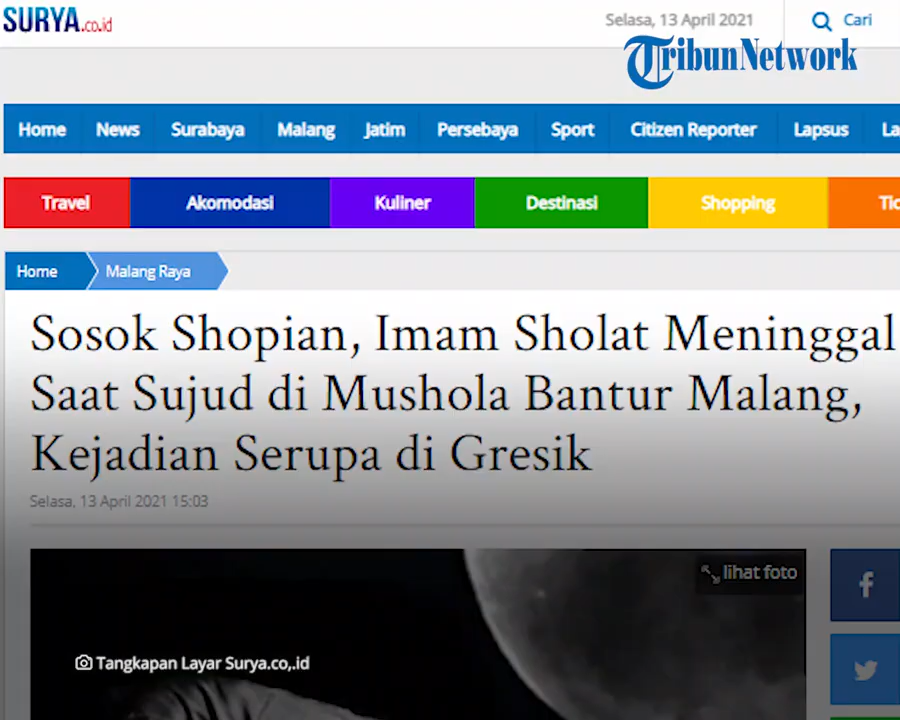 SURYA.co.id
Selasa, 13 April 2021
Cari
TribunNetwork
Home News Surabaya Malang Jatim Persebaya Sport Citizen Reporter Lapsus La
Travel Akomodasi Kuliner Destinasi Shopping Tic
Home Malang Raya
Sosok Shopian, Imam Sholat Meninggal
Saat Sujud di Mushola Bantur Malang,
Kejadian Serupa di Gresik
Selasa, 13 April 2021 15:03
lihat foto
Tangkapan Layar Surya.co,.id